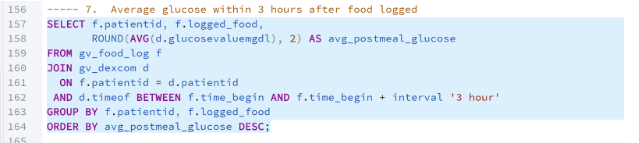 156 ----- 7. Average glucose within 3 hours after food logged
157 SELECT f.patientid, f.logged_food,
158 ROUND(AVG(d.glucosevaluemgdl), 2) AS avg_postmeal_glucose
159 FROM gv_food_log f
160 JOIN gv_dexcom d
161 ON f.patientid = d.patientid
162 AND d.timeof BETWEEN f.time_begin AND f.time_begin + interval '3 hour'
163 GROUP BY f.patientid, f.logged_food
164 ORDER BY avg_postmeal_glucose DESC;
165